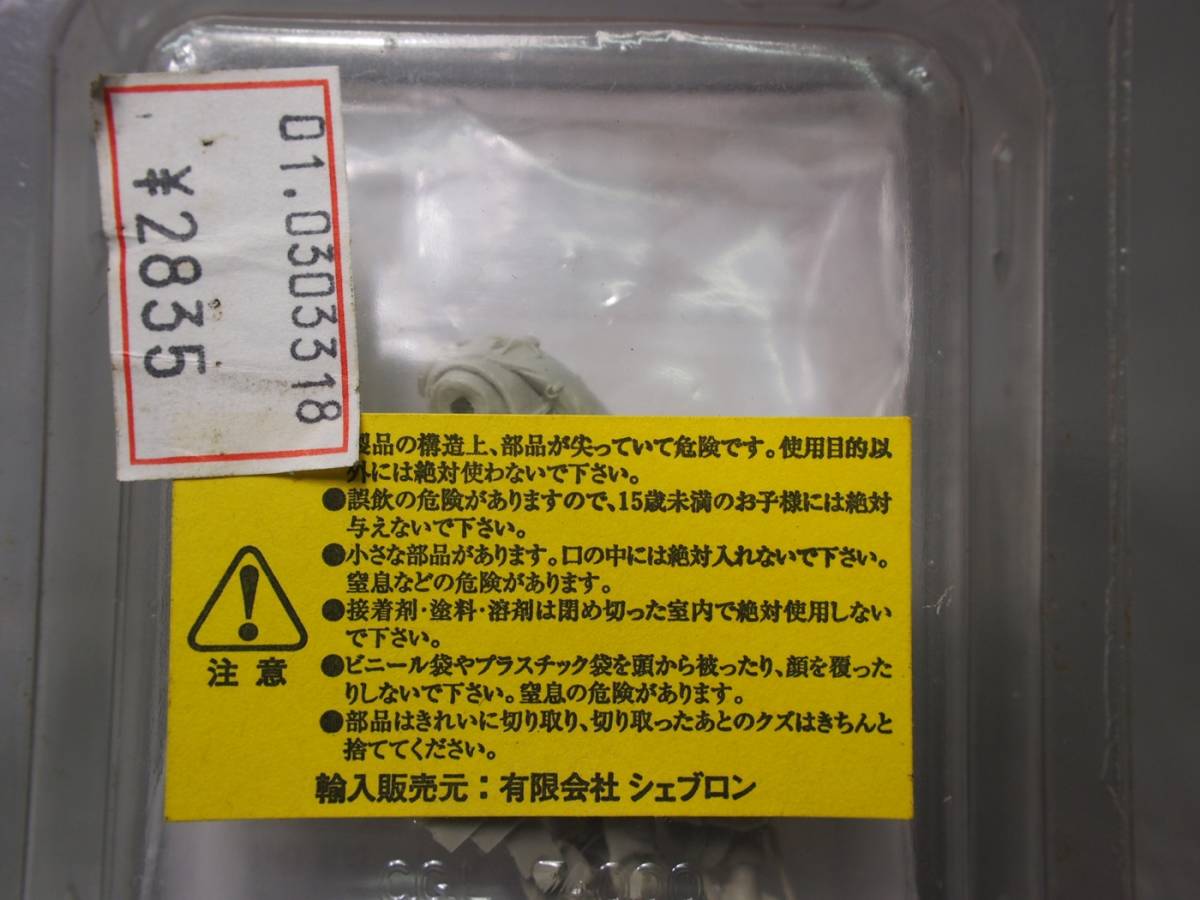 01.030331８
¥2835
製品の構造上、部品が尖っていて危険です。使用目的以
外には絶対使わないで下さい。
●誤飲の危険がありますので、15歳未満のお子様には絶対
与えないで下さい。
●小さな部品があります。口の中には絶対入れないで下さい。
窒息などの危険があります。
●接着剤・塗料・溶剤は閉め切った室内で絶対使用しない
で下さい。
●ビニール袋やプラスチック袋を頭から被ったり、顔を覆った
りしないで下さい。窒息の危険があります。
●部品はきれいに切り取り、切り取ったあとのクズはきちんと
捨ててください。
注意
輸入販売元：有限会社 シェブロン